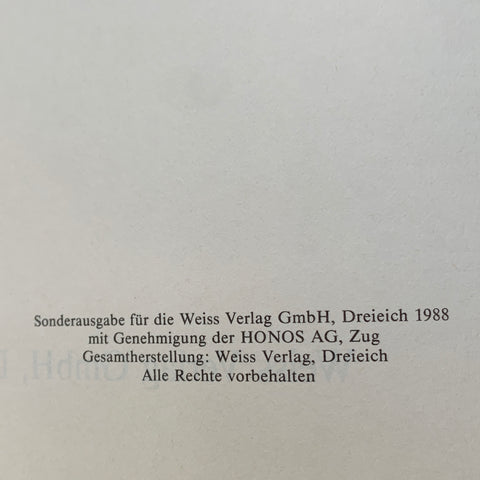 Sonderausgabe für die Weiss Verlag GmbH, Dreieich 1988
mit Genehmigung der HONOS AG, Zug
Gesamtherstellung: Weiss Verlag, Dreieich
Alle Rechte vorbehalten